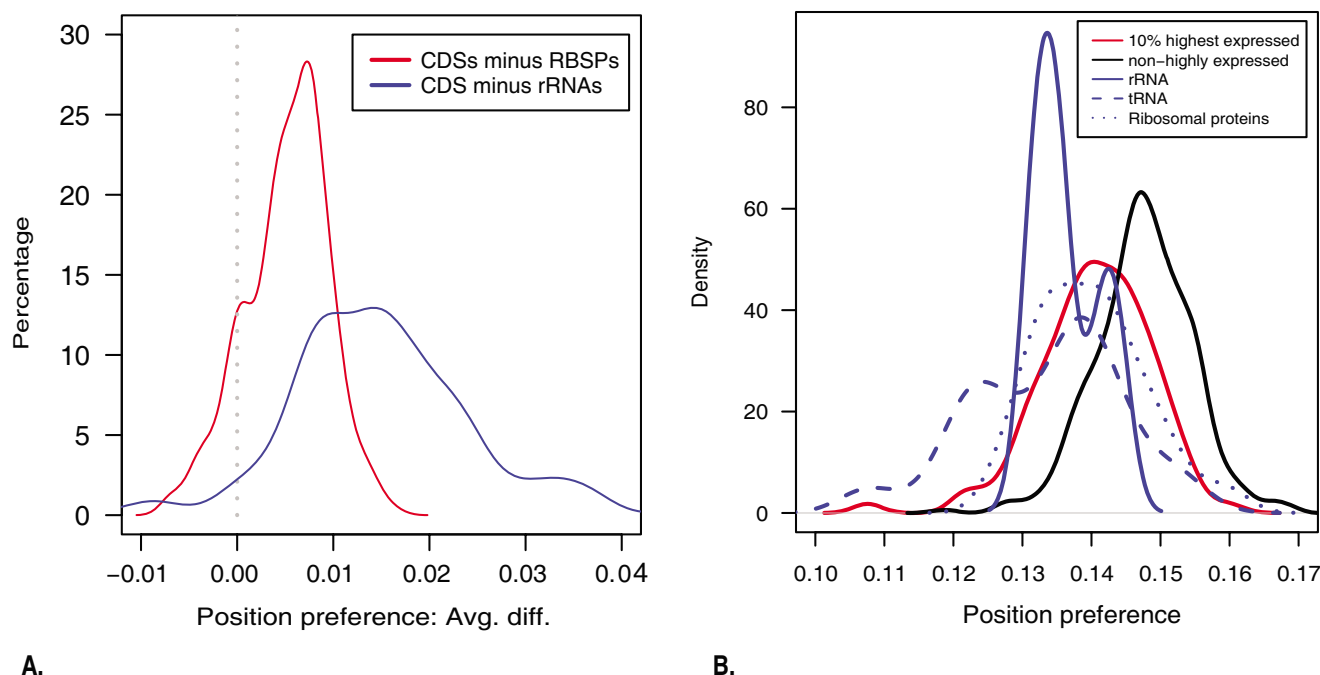 30
25
20
15
10
5
0
Percentage
CDSs minus RBSPs
CDS minus rRNAs
−0.01 0.00 0.01 0.02 0.03 0.04
Position preference: Avg. diff.
A.
80
60
40
20
0
Density
10% highest expressed
non−highly expressed
rRNA
tRNA
Ribosomal proteins
0.10 0.11 0.12 0.13 0.14 0.15 0.16 0.17
Position preference
B.